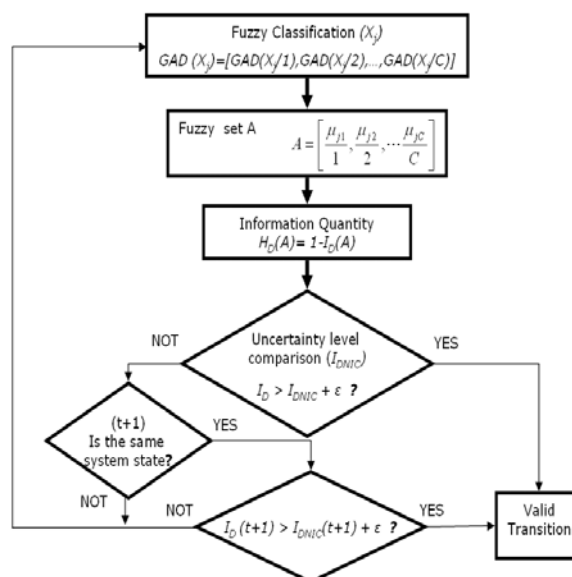 Fuzzy Classification (Xj)
GAD (Xj)=[GAD(Xj/1),GAD(Xj/2),...,GAD(Xj/C)]
Fuzzy set A
A = [μj1/1, μj2/2, ⋯ μjC/C]
Information Quantity
HD(A)= 1-ID(A)
NOT
Uncertainty level
comparison (IDNIC)
ID > IDNIC + ε ?
YES
(t+1)
Is the same
system state?
YES
NOT
NOT
ID (t+1) > IDNIC(t+1) + ε ?
YES
Valid
Transition